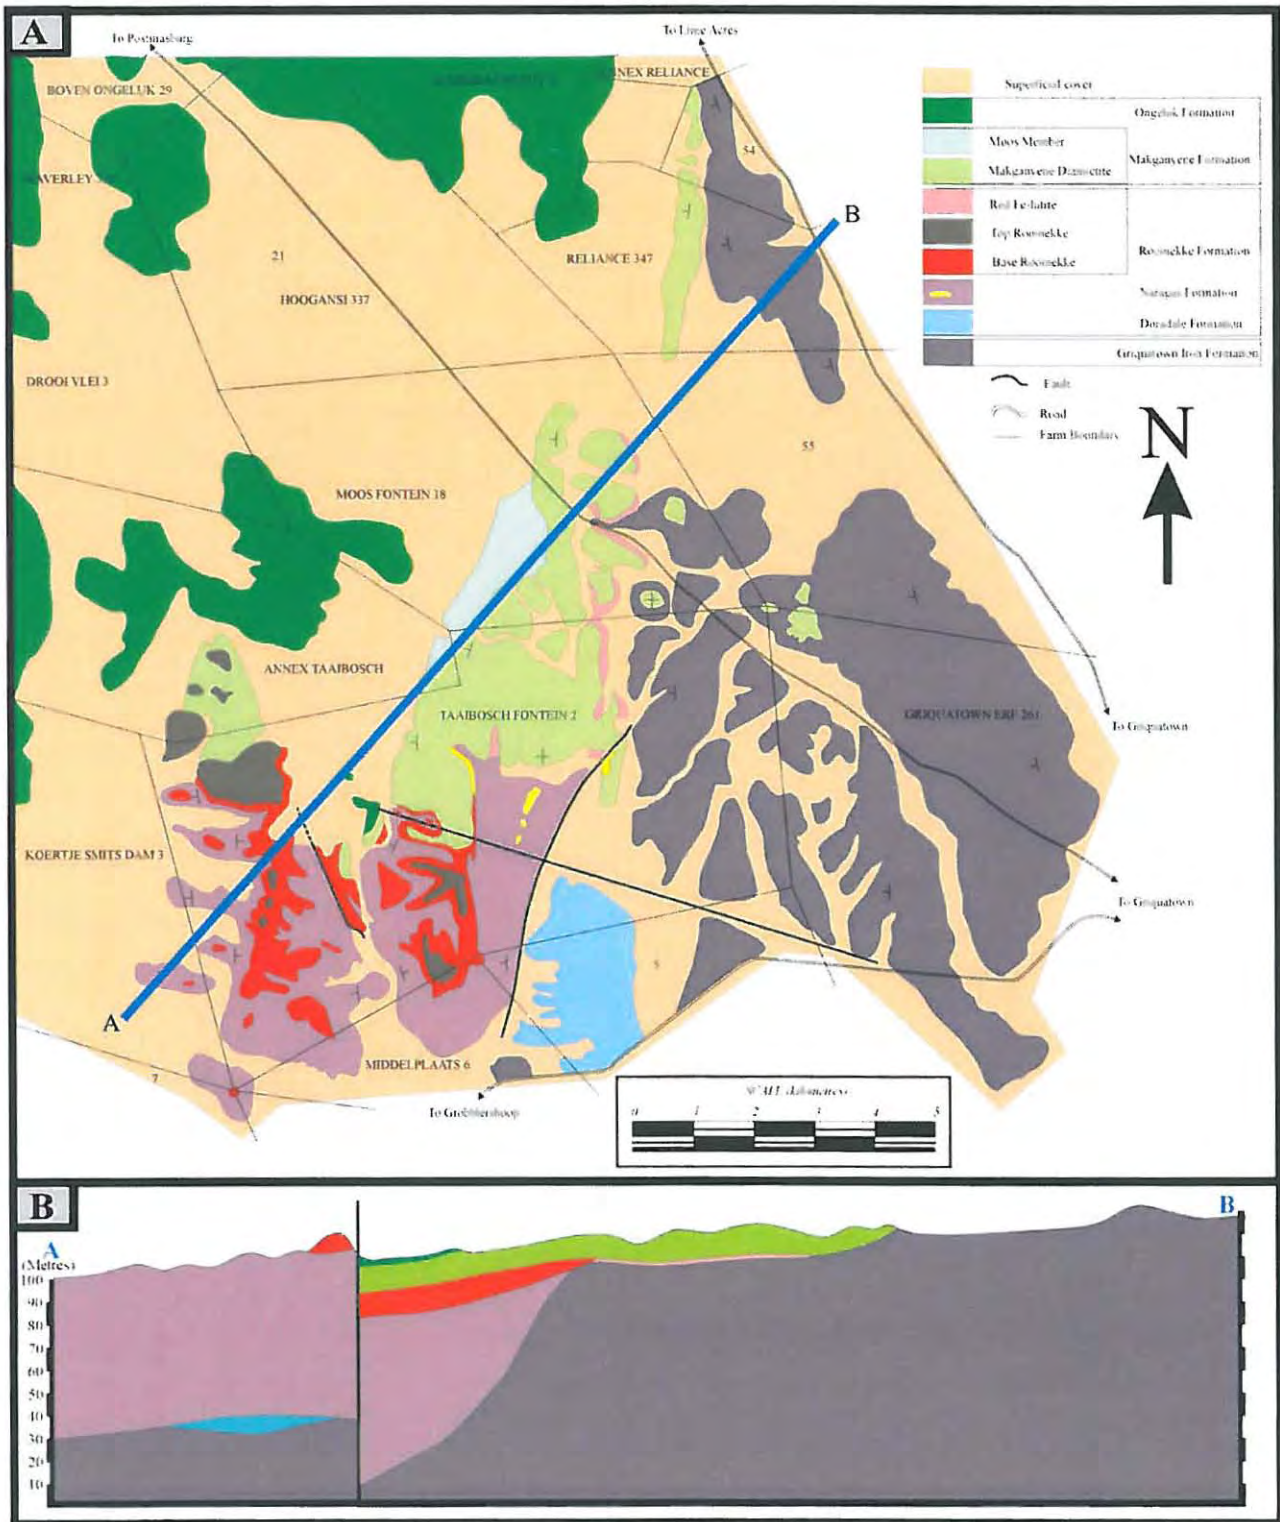 A
To Postmasburg
To Lime Acres
BOVEN ONGELUK 29
ANNEX RELIANCE
54
B
21
RELIANCE 347
HOOGANSI 337
DROOI VLEI 3
55
MOOS FONTEIN 18
ANNEX TAAIBOSCH
TAAIBOSCH FONTEIN 2
GRIQUATOWN ERF 261
To Griquatown
KOERTJE SMITS DAM 3
To Griquatown
5
A
7
MIDDELPLAATS 6
To Grobblershoop
Superficial cover
Ongeluk Formation
Moos Member
Makganyene Formation
Makganyene Diamictite
Top Rooinekke
Rooinekke Formation
Base Rooinekke
Naragas Formation
Doradale Formation
Griquatown Iron Formation
Fault
Road
Farm Boundary
N
0 1 2 3 4 5
B
A
B
(Metres)
100
90
80
70
60
50
40
30
20
10